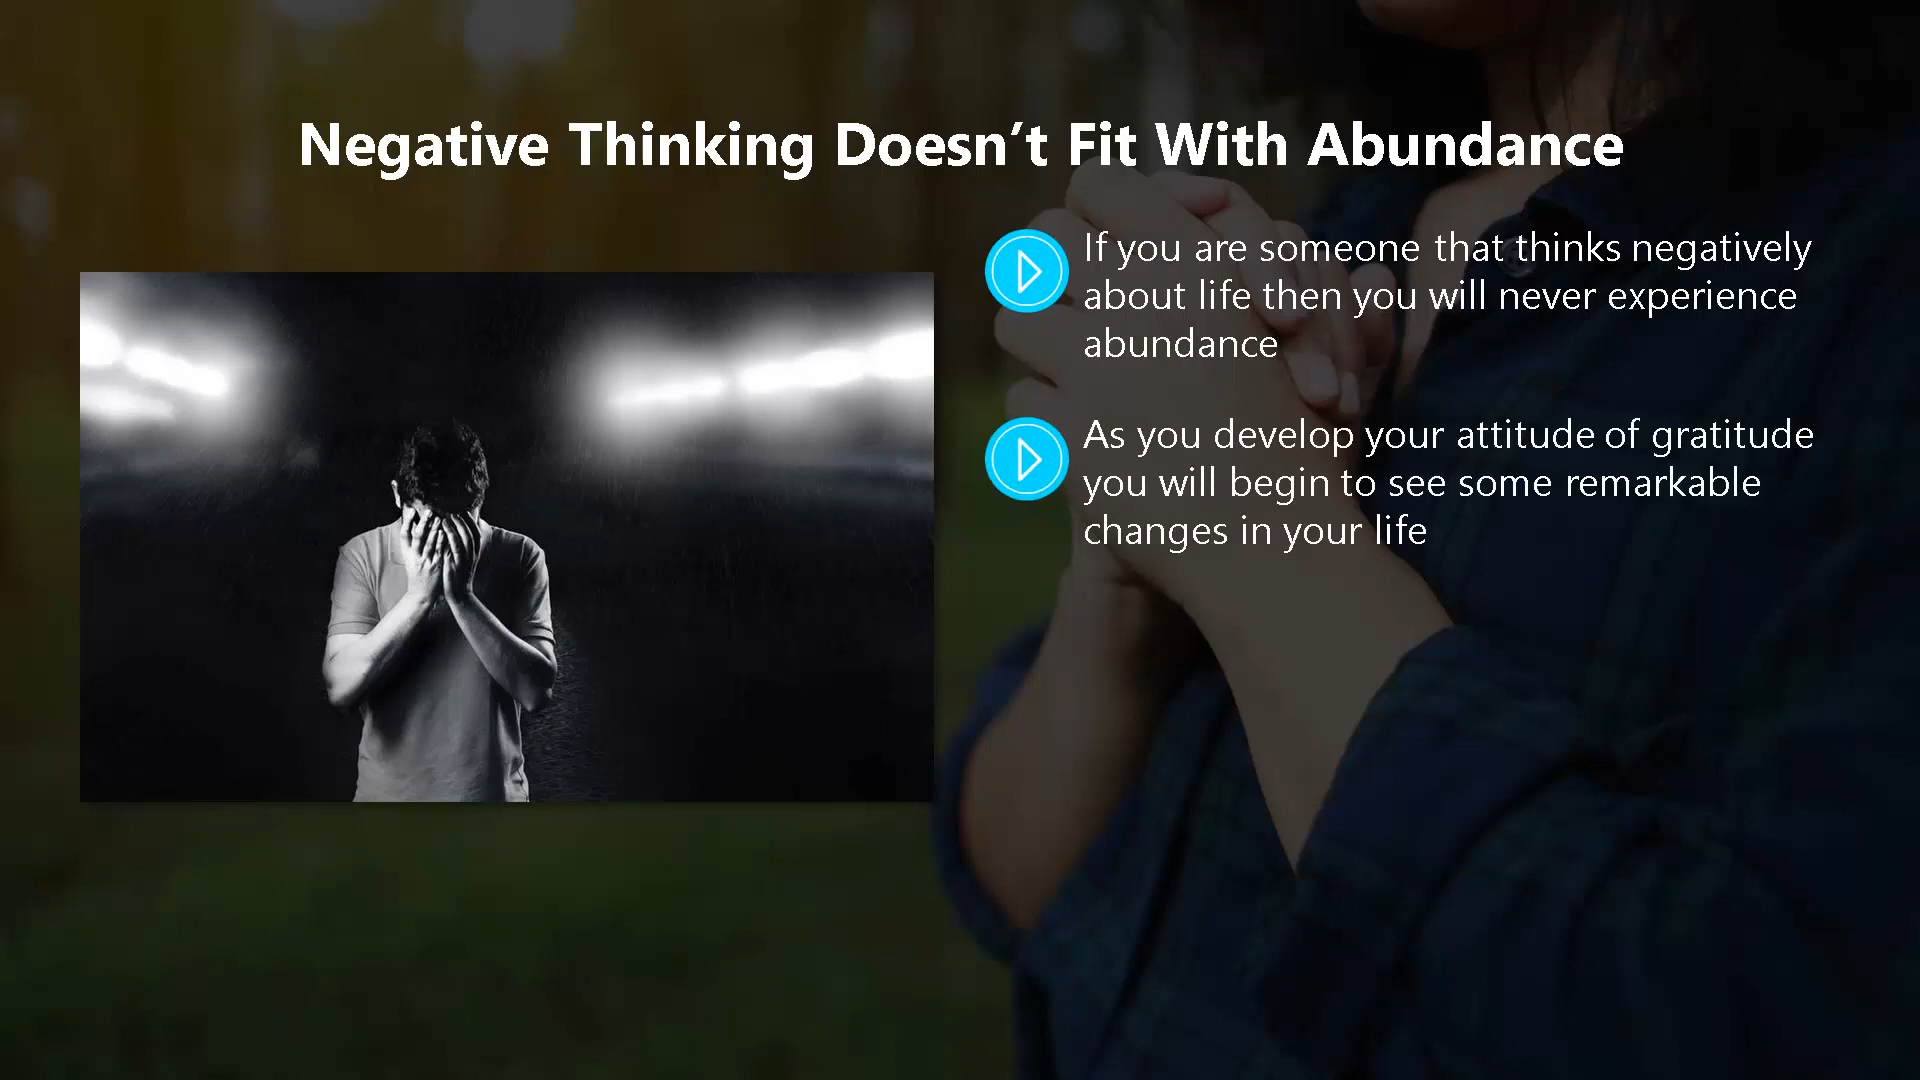 Negative Thinking Doesn’t Fit With Abundance
If you are someone that thinks negatively
about life then you will never experience
abundance
As you develop your attitude of gratitude
you will begin to see some remarkable
changes in your life